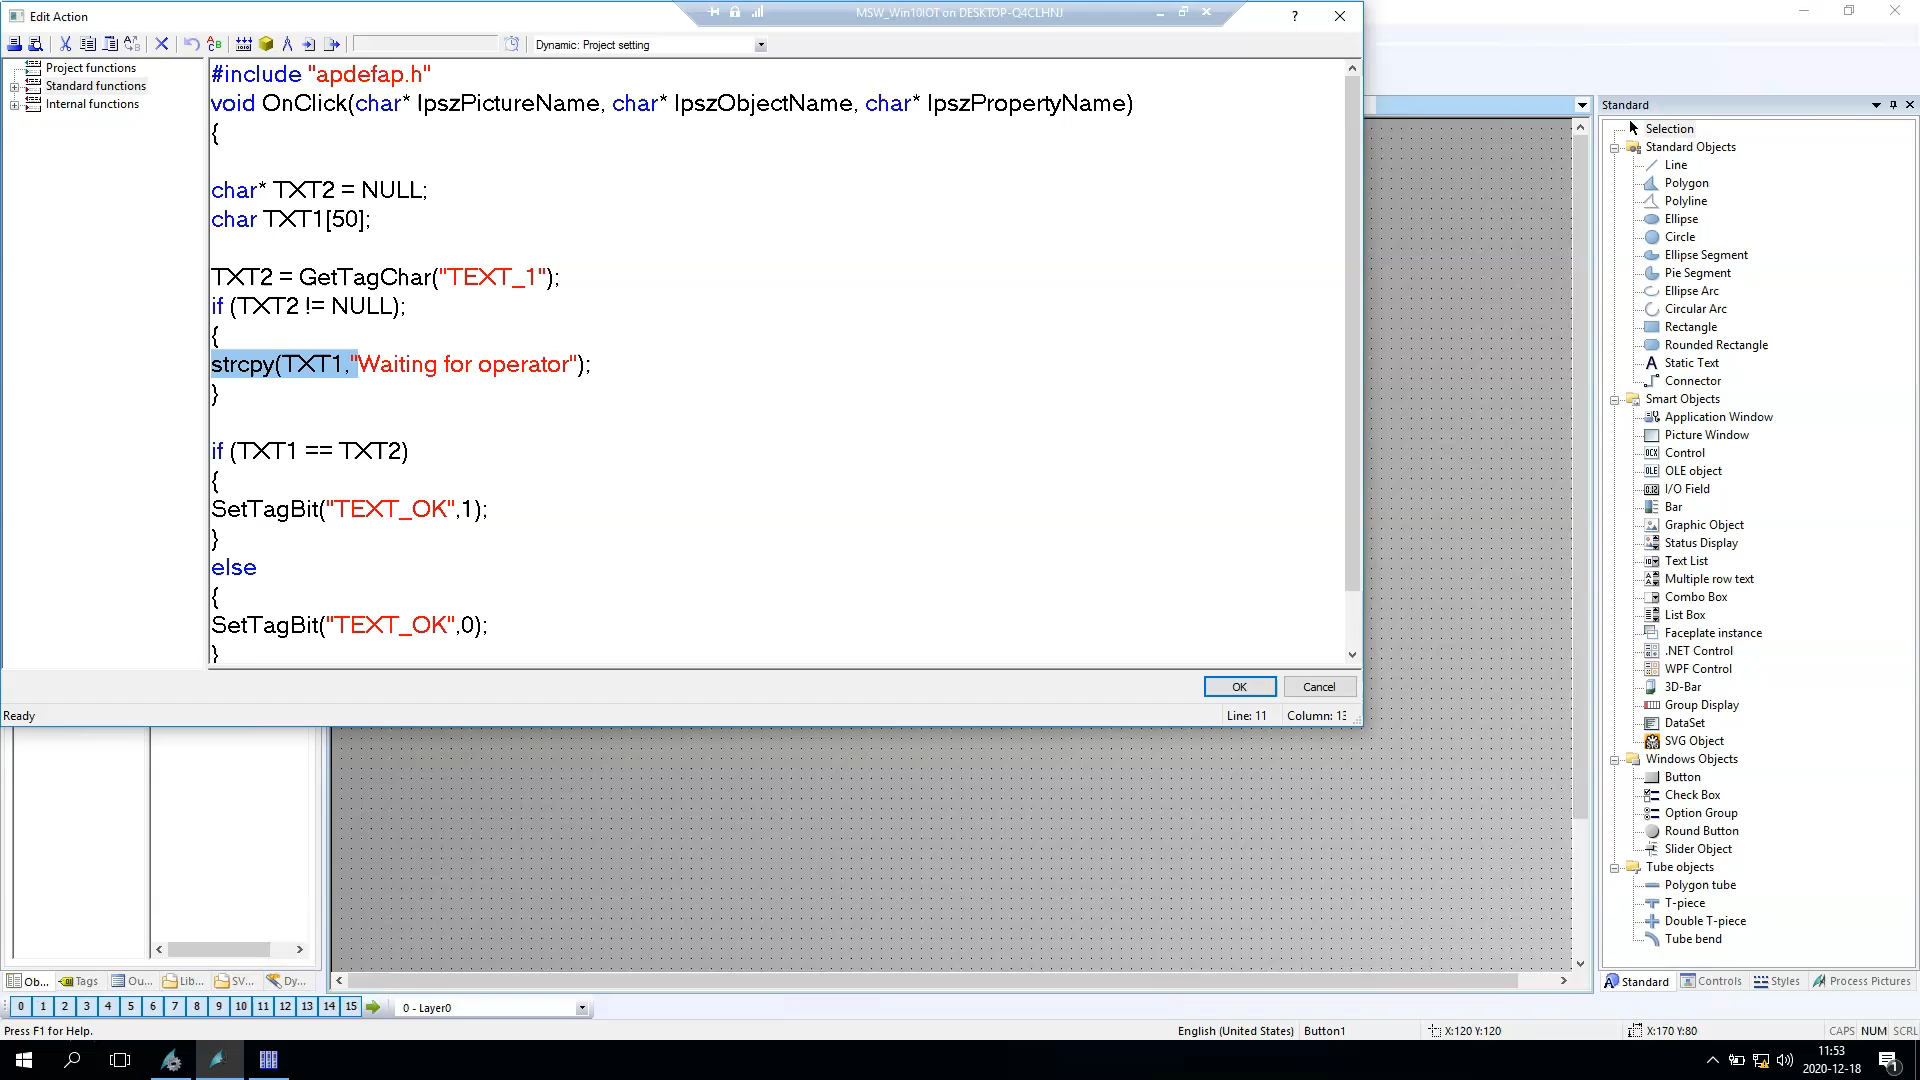 Edit Action
MSW_Win10IOT on DESKTOP-Q4CLHNJ
?
Dynamic: Project setting
Project functions
Standard functions
Internal functions
#include "apdefap.h"
void OnClick(char* lpszPictureName, char* lpszObjectName, char* lpszPropertyName)
{
char* TXT2 = NULL;
char TXT1[50];
TXT2 = GetTagChar("TEXT_1");
if (TXT2 != NULL);
{
strcpy(TXT1,"Waiting for operator");
}
if (TXT1 == TXT2)
{
SetTagBit("TEXT_OK",1);
}
else
{
SetTagBit("TEXT_OK",0);
}
OK
Cancel
Ready
Line: 11
Column: 13
Standard
Selection
Standard Objects
Line
Polygon
Polyline
Ellipse
Circle
Ellipse Segment
Pie Segment
Ellipse Arc
Circular Arc
Rectangle
Rounded Rectangle
A Static Text
Connector
Smart Objects
Application Window
Picture Window
OCX Control
OLE OLE object
0.12 I/O Field
Bar
Graphic Object
Status Display
Text List
Multiple row text
Combo Box
List Box
Faceplate instance
.NET Control
WPF Control
3D-Bar
Group Display
DataSet
SVG Object
Windows Objects
Button
Check Box
Option Group
Round Button
Slider Object
Tube objects
Polygon tube
T-piece
Double T-piece
Tube bend
Ob...
Tags
Ou...
Lib...
SV...
Dy...
Standard
Controls
Styles
Process Pictures
0 1 2 3 4 5 6 7 8 9 10 11 12 13 14 15
0 - Layer0
Press F1 for Help.
English (United States)
Button1
X:120 Y:120
X:170 Y:80
CAPS NUM SCRL
11:53
2020-12-18
1